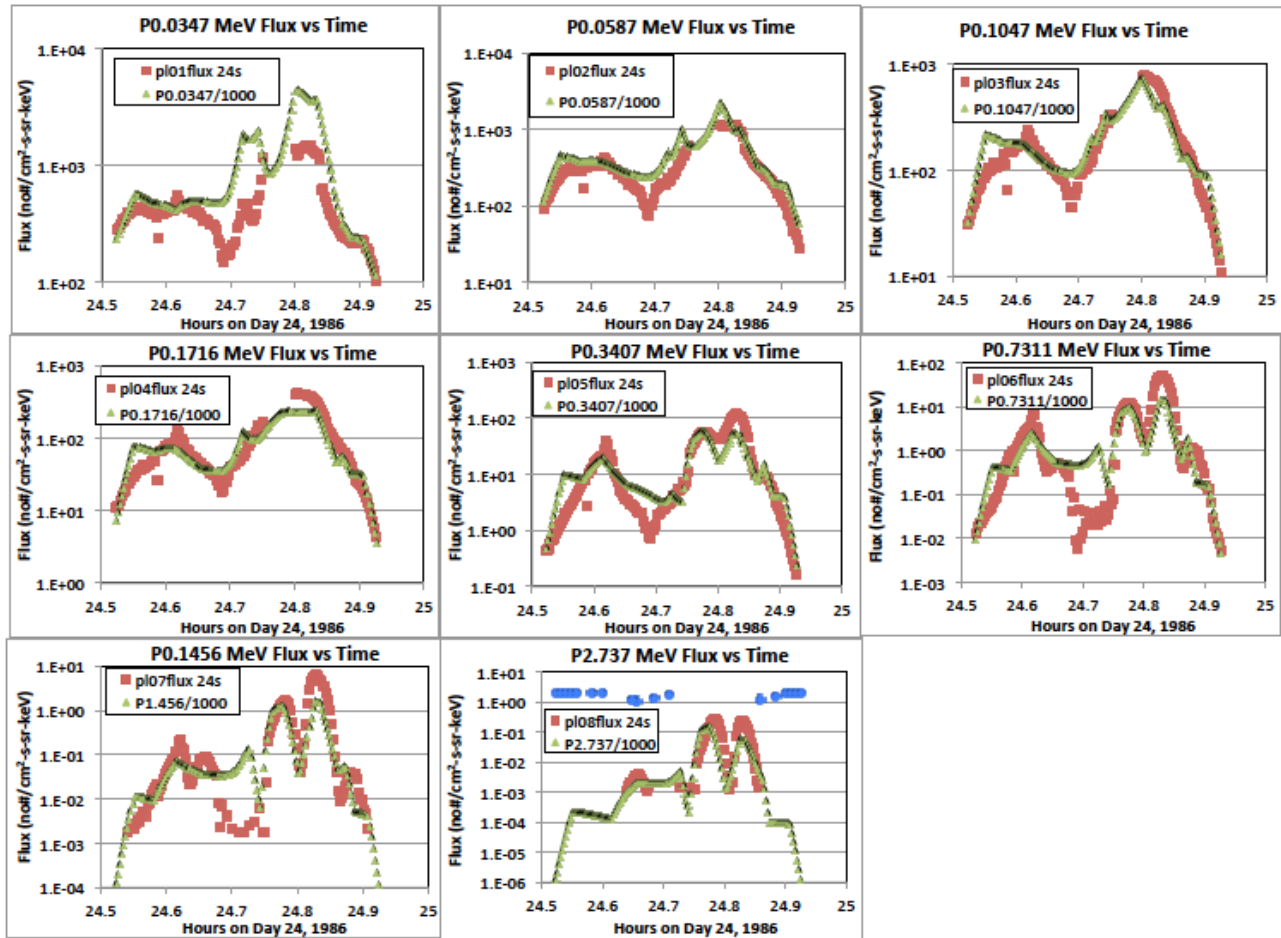 P0.0347 MeV Flux vs Time
Flux (no#/cm²-s-sr-keV)
1.E+04
1.E+03
1.E+02
pl01flux 24s
P0.0347/1000
24.5 24.6 24.7 24.8 24.9 25
Hours on Day 24, 1986
P0.0587 MeV Flux vs Time
Flux (no#/cm²-s-sr-keV)
1.E+04
1.E+03
1.E+02
1.E+01
pl02flux 24s
P0.0587/1000
24.5 24.6 24.7 24.8 24.9 25
Hours on Day 24, 1986
P0.1047 MeV Flux vs Time
Flux (no#/cm²-s-sr-keV)
1.E+03
1.E+02
1.E+01
pl03flux 24s
P0.1047/1000
24.5 24.6 24.7 24.8 24.9 25
Hours on Day 24, 1986
P0.1716 MeV Flux vs Time
Flux (no#/cm²-s-sr-keV)
1.E+03
1.E+02
1.E+01
1.E+00
pl04flux 24s
P0.1716/1000
24.5 24.6 24.7 24.8 24.9 25
Hours on Day 24, 1986
P0.3407 MeV Flux vs Time
Flux (no#/cm²-s-sr-keV)
1.E+03
1.E+02
1.E+01
1.E+00
1.E-01
pl05flux 24s
P0.3407/1000
24.5 24.6 24.7 24.8 24.9 25
Hours on Day 24, 1986
P0.7311 MeV Flux vs Time
Flux (no#/cm²-s-sr-keV)
1.E+02
1.E+01
1.E+00
1.E-01
1.E-02
1.E-03
pl06flux 24s
P0.7311/1000
24.5 24.6 24.7 24.8 24.9 25
Hours on Day 24, 1986
P0.1456 MeV Flux vs Time
Flux (no#/cm²-s-sr-keV)
1.E+01
1.E+00
1.E-01
1.E-02
1.E-03
1.E-04
pl07flux 24s
P1.456/1000
24.5 24.6 24.7 24.8 24.9 25
Hours on Day 24, 1986
P2.737 MeV Flux vs Time
Flux (no#/cm²-s-sr-keV)
1.E+02
1.E+01
1.E+00
1.E-01
1.E-02
1.E-03
1.E-04
1.E-05
1.E-06
pl08flux 24s
P2.737/1000
24.5 24.6 24.7 24.8 24.9 25
Hours on Day 24, 1986